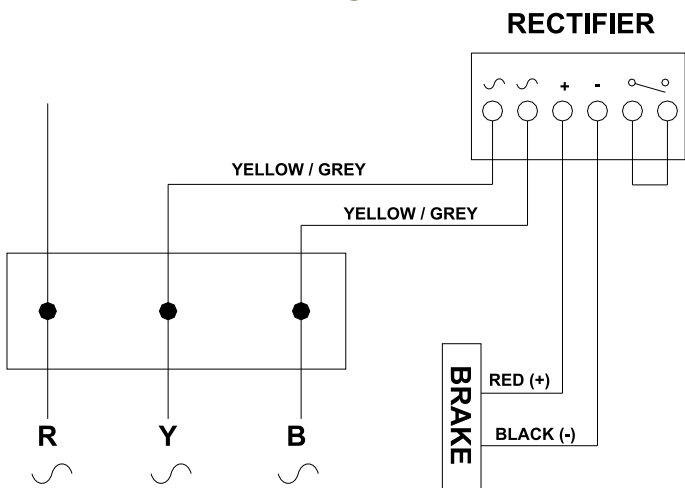 RECTIFIER
+ -
YELLOW / GREY
YELLOW / GREY
BRAKE
RED (+)
BLACK (-)
R Y B